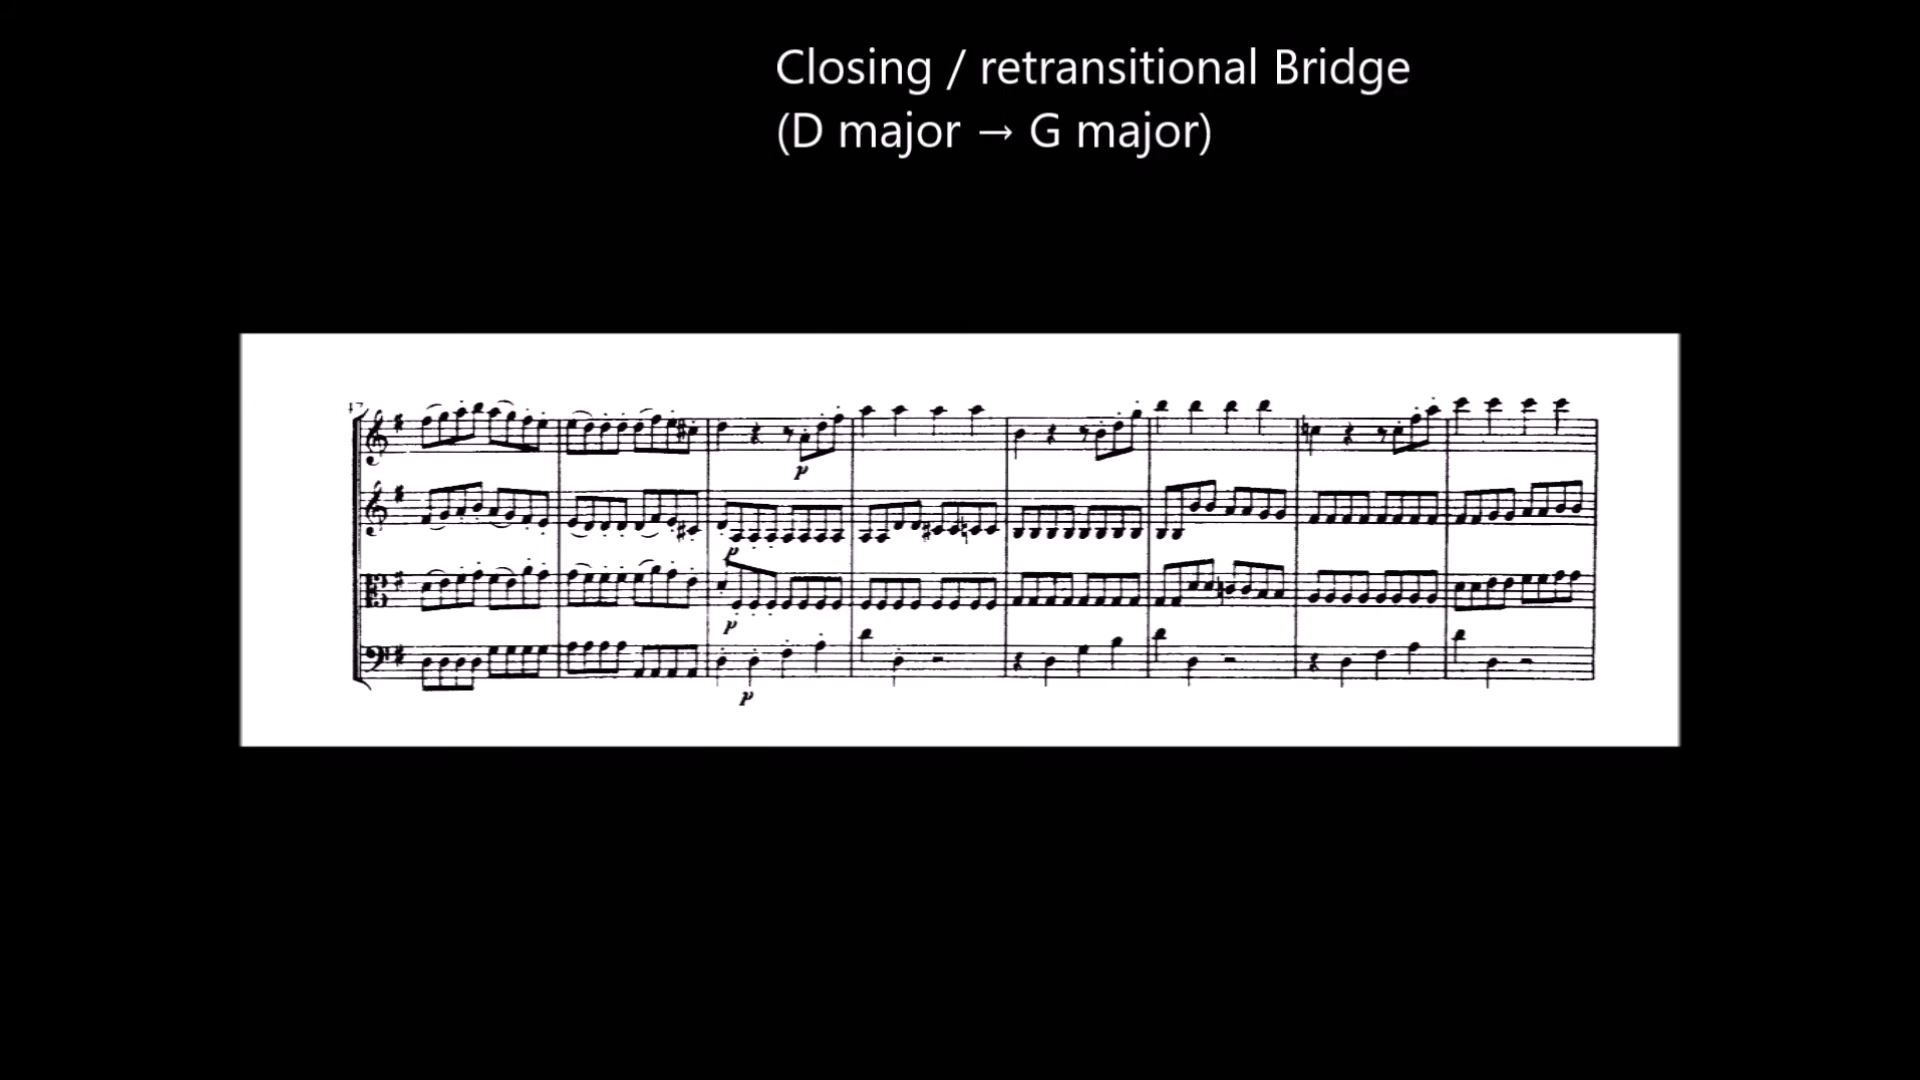 Closing / retransitional Bridge
(D major → G major)
p
p
p
p